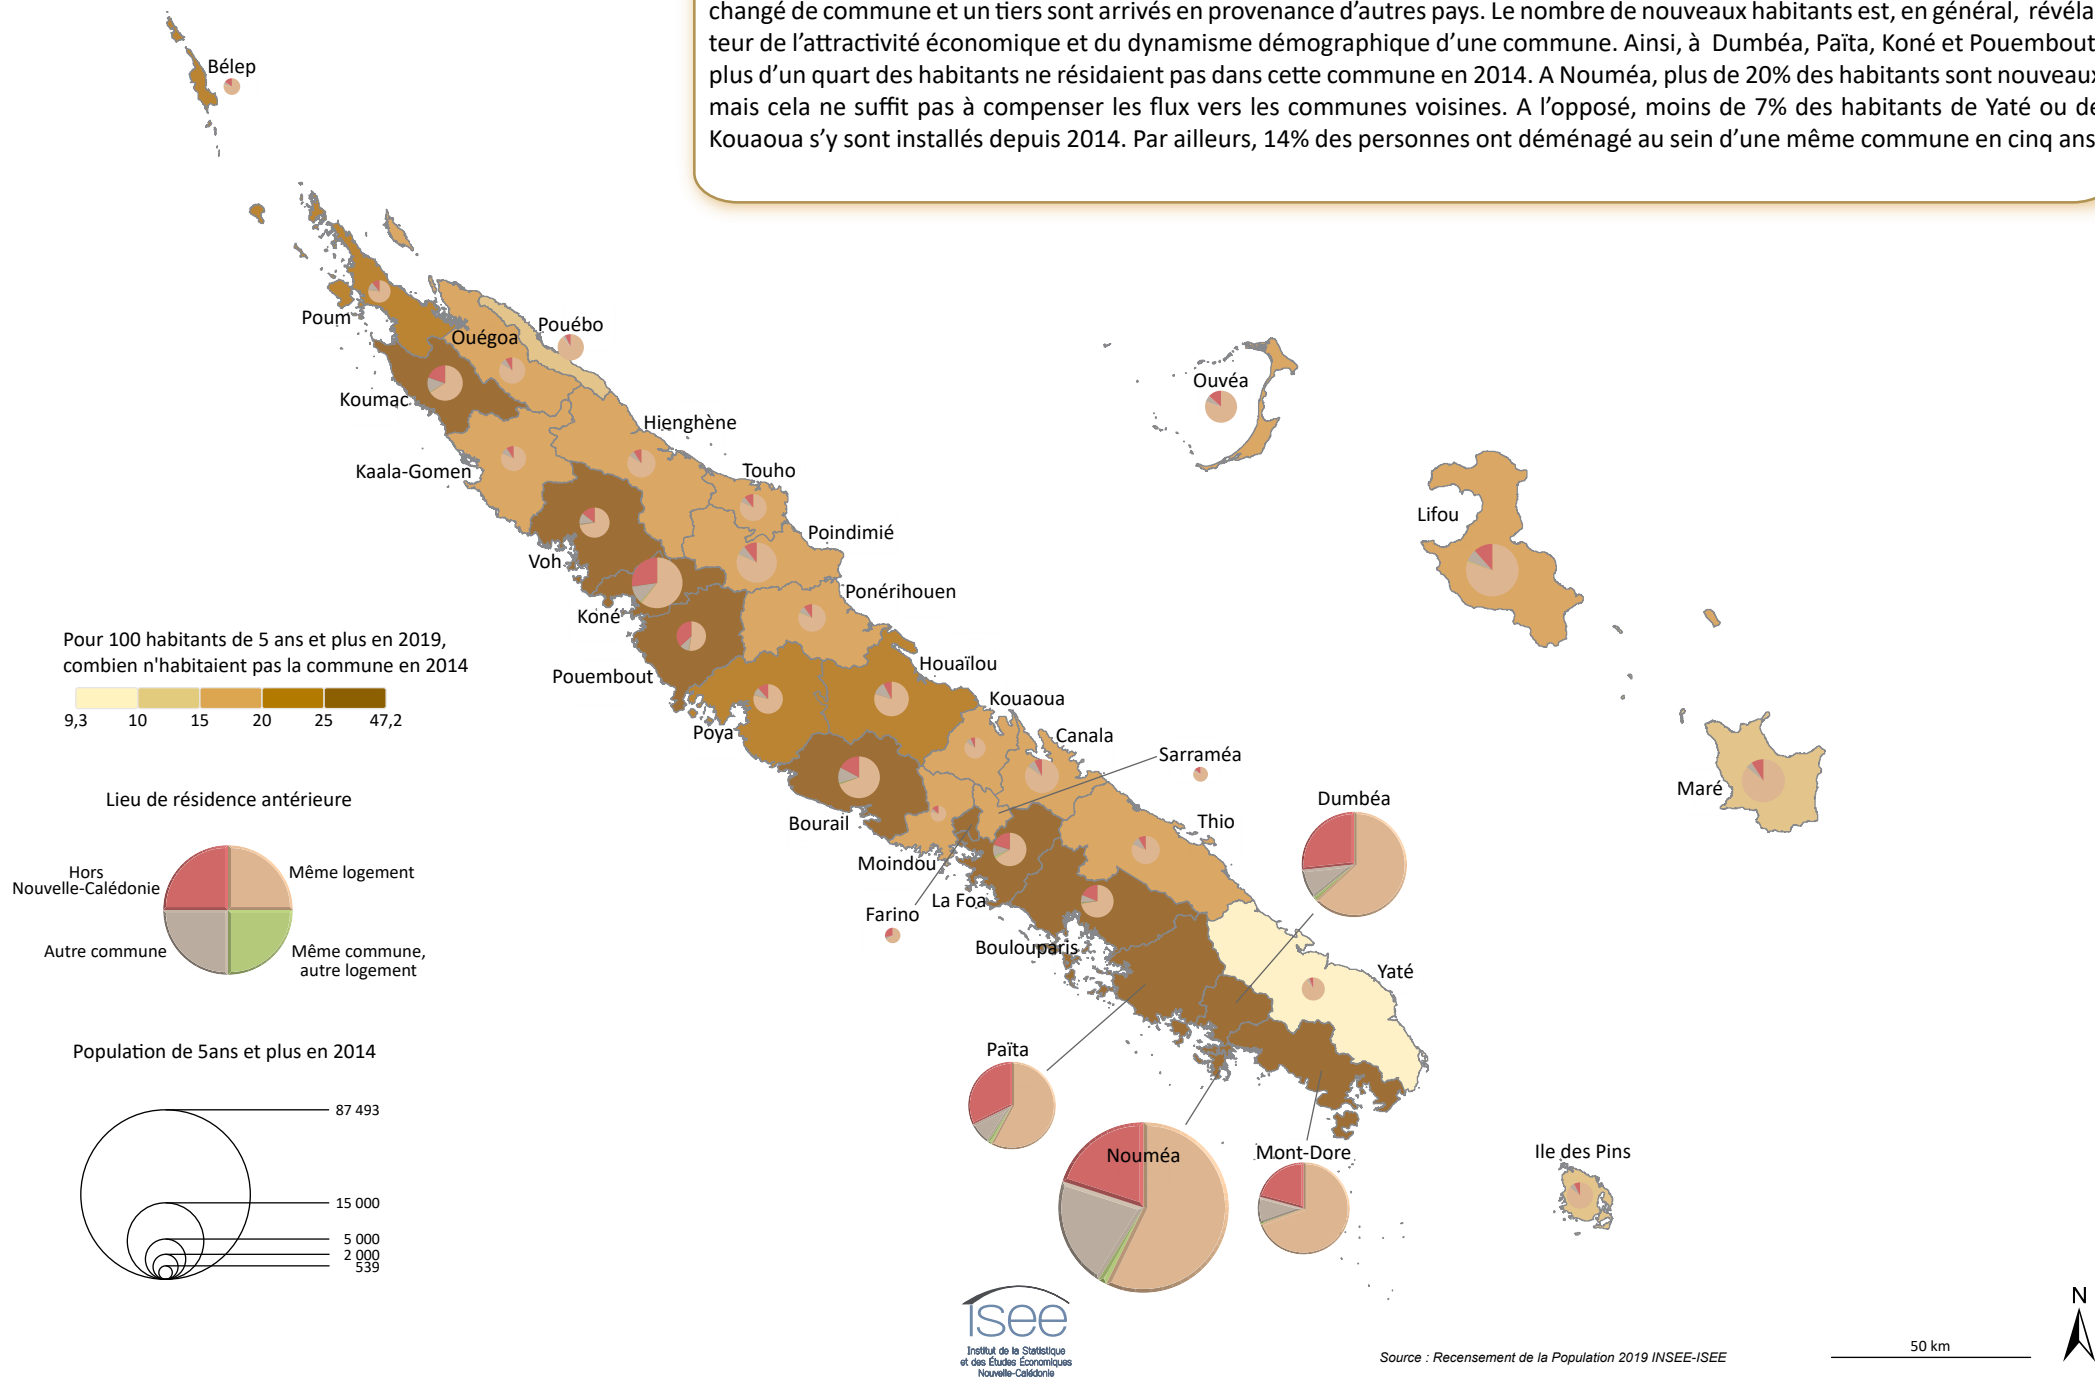 changé de commune et un tiers sont arrivés en provenance d'autres pays. Le nombre de nouveaux habitants est, en général, révéla-
teur de l'attractivité économique et du dynamisme démographique d'une commune. Ainsi, à Dumbéa, Païta, Koné et Pouembout
plus d'un quart des habitants ne résidaient pas dans cette commune en 2014. A Nouméa, plus de 20% des habitants sont nouveaux
mais cela ne suffit pas à compenser les flux vers les communes voisines. A l'opposé, moins de 7% des habitants de Yaté ou de
Kouaoua s'y sont installés depuis 2014. Par ailleurs, 14% des personnes ont déménagé au sein d'une même commune en cinq ans
Bélep
Poum
Ouégoa
Pouébo
Koumac
Hienghène
Kaala-Gomen
Touho
Poindimié
Voh
Ponérihouen
Koné
Pouembout
Houaïlou
Poya
Kouaoua
Canala
Sarraméa
Bourail
Thio
Moindou
La Foa
Farino
Boulouparis
Dumbéa
Yaté
Païta
Nouméa
Mont-Dore
Ile des Pins
Ouvéa
Lifou
Maré
Pour 100 habitants de 5 ans et plus en 2019,
combien n'habitaient pas la commune en 2014
9,3 10 15 20 25 47,2
Lieu de résidence antérieure
Hors
Nouvelle-Calédonie
Même logement
Autre commune
Même commune,
autre logement
Population de 5ans et plus en 2014
87 493
15 000
5 000
2 000
539
isee
Institut de la Statistique
et des Études Économiques
Nouvelle-Calédonie
Source : Recensement de la Population 2019 INSEE-ISEE
50 km
N